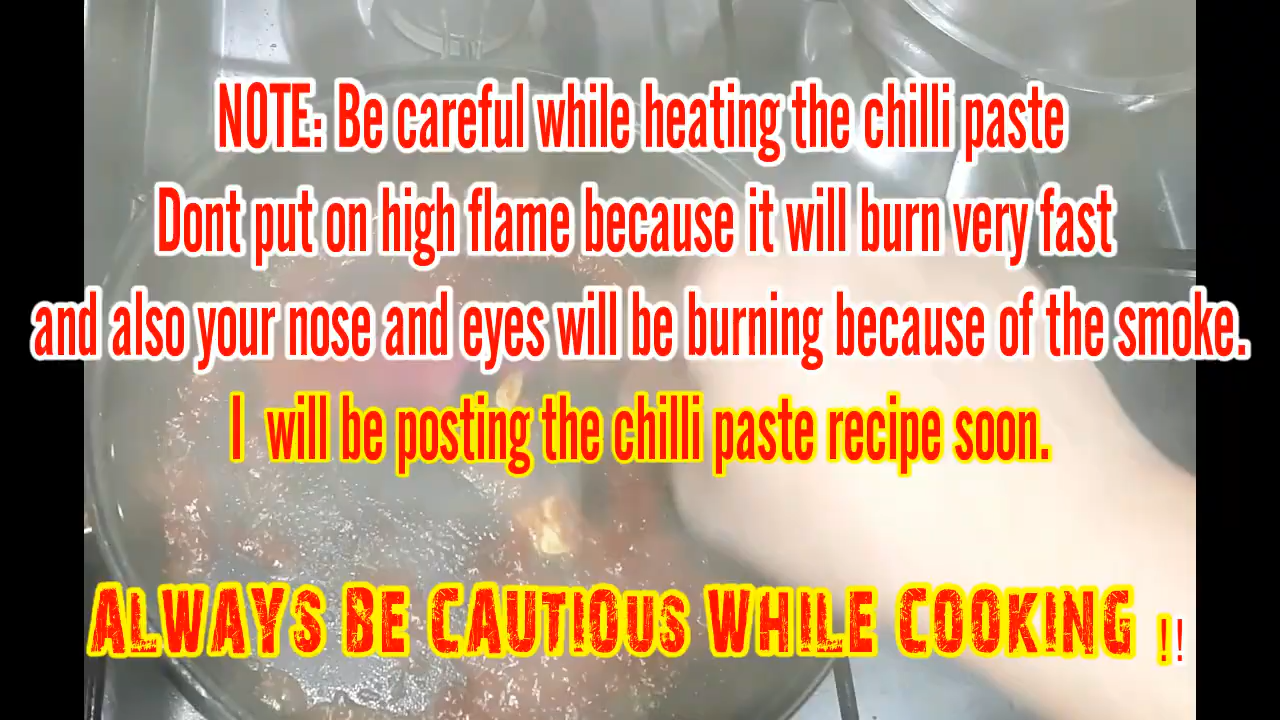 NOTE: Be careful while heating the chilli paste
Dont put on high flame because it will burn very fast
and also your nose and eyes will be burning because of the smoke.
I will be posting the chilli paste recipe soon.
ALWAYS BE CAUTIOUS WHILE COOKING !!